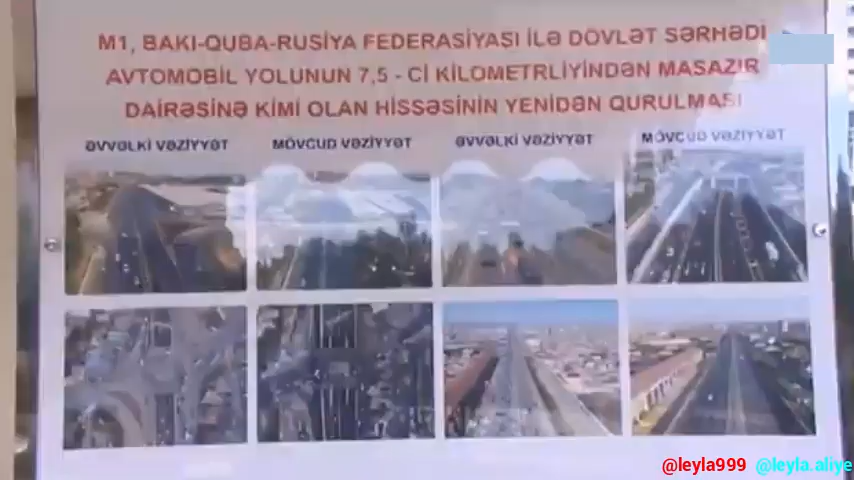 M1, BAKI-QUBA-RUSİYA FEDERASİYASI İLƏ DÖVLƏT SƏRHƏDİ
AVTOMOBİL YOLUNUN 7,5 - Cİ KİLOMETRLİYİNDƏN MASAZIR
DAİRƏSİNƏ KİMİ OLAN HİSSƏSİNİN YENİDƏN QURULMASI
ƏVVƏLKİ VƏZİYYƏT MÖVCUD VƏZİYYƏT ƏVVƏLKİ VƏZİYYƏT MÖVCUD VƏZİYYƏT
@leyla999 @leyla.aliye